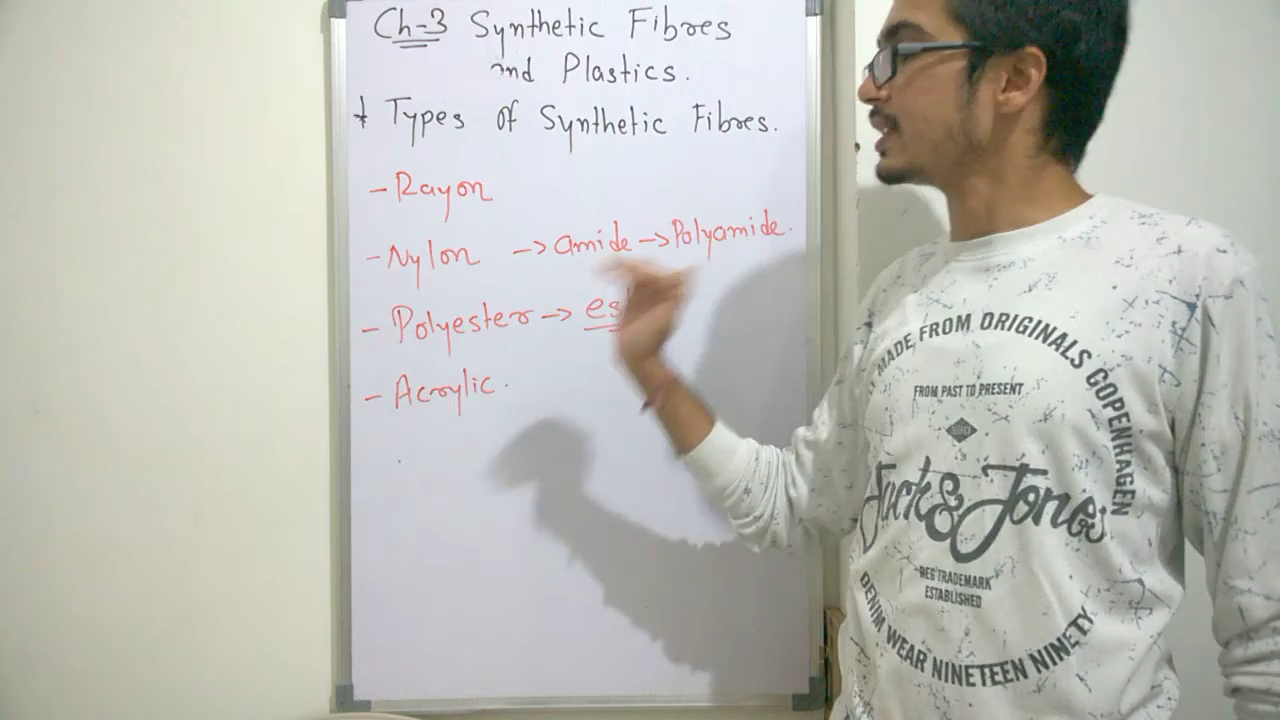 Ch-3 Synthetic Fibres
and Plastics.
Types of Synthetic Fibres.
- Rayon
- Nylon → amide → Polyamide.
- Polyester → es
- Acrylic.
MADE FROM ORIGINALS COPENHAGEN
FROM PAST TO PRESENT
Jack & Jones
REG TRADEMARK
ESTABLISHED
DENIM WEAR NINETEEN NINETY